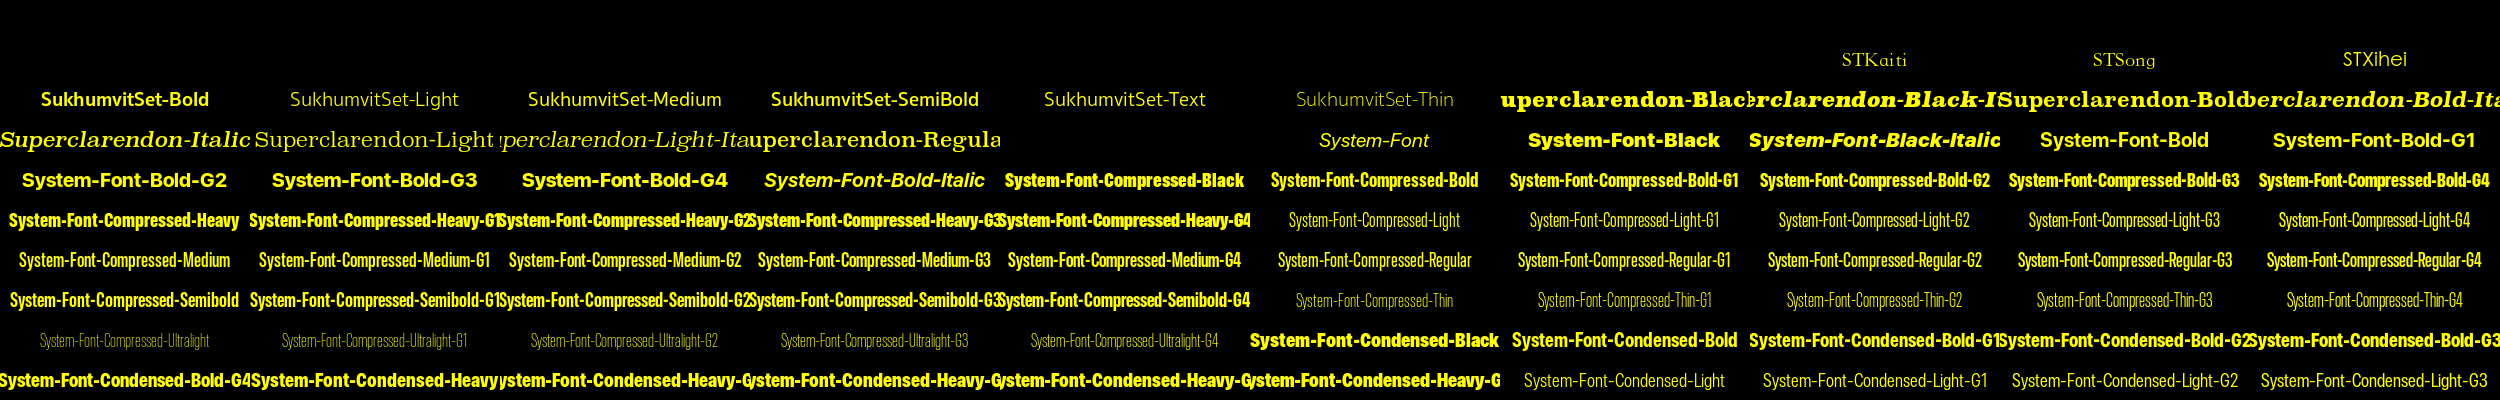 STKaiti STSong STXihei
SukhumvitSet-Bold SukhumvitSet-Light SukhumvitSet-Medium SukhumvitSet-SemiBold SukhumvitSet-Text SukhumvitSet-Thin uperclarendon-Blac erclarendon-Black-It Superclarendon-Bold perclarendon-Bold-Ita
Superclarendon-Italic Superclarendon-Light uperclarendon-Light-Ita uperclarendon-Regula System-Font System-Font-Black System-Font-Black-Italic System-Font-Bold System-Font-Bold-G1
System-Font-Bold-G2 System-Font-Bold-G3 System-Font-Bold-G4 System-Font-Bold-Italic System-Font-Compressed-Black System-Font-Compressed-Bold System-Font-Compressed-Bold-G1 System-Font-Compressed-Bold-G2 System-Font-Compressed-Bold-G3 System-Font-Compressed-Bold-G4
System-Font-Compressed-Heavy System-Font-Compressed-Heavy-G1 System-Font-Compressed-Heavy-G2 System-Font-Compressed-Heavy-G3 System-Font-Compressed-Heavy-G4 System-Font-Compressed-Light System-Font-Compressed-Light-G1 System-Font-Compressed-Light-G2 System-Font-Compressed-Light-G3 System-Font-Compressed-Light-G4
System-Font-Compressed-Medium System-Font-Compressed-Medium-G1 System-Font-Compressed-Medium-G2 System-Font-Compressed-Medium-G3 System-Font-Compressed-Medium-G4 System-Font-Compressed-Regular System-Font-Compressed-Regular-G1 System-Font-Compressed-Regular-G2 System-Font-Compressed-Regular-G3 System-Font-Compressed-Regular-G4
System-Font-Compressed-Semibold System-Font-Compressed-Semibold-G1 System-Font-Compressed-Semibold-G2 System-Font-Compressed-Semibold-G3 System-Font-Compressed-Semibold-G4 System-Font-Compressed-Thin System-Font-Compressed-Thin-G1 System-Font-Compressed-Thin-G2 System-Font-Compressed-Thin-G3 System-Font-Compressed-Thin-G4
System-Font-Compressed-Ultralight System-Font-Compressed-Ultralight-G1 System-Font-Compressed-Ultralight-G2 System-Font-Compressed-Ultralight-G3 System-Font-Compressed-Ultralight-G4 System-Font-Condensed-Black System-Font-Condensed-Bold System-Font-Condensed-Bold-G1 System-Font-Condensed-Bold-G2 System-Font-Condensed-Bold-G3
System-Font-Condensed-Bold-G4 System-Font-Condensed-Heavy ystem-Font-Condensed-Heavy-G ystem-Font-Condensed-Heavy-G ystem-Font-Condensed-Heavy-G ystem-Font-Condensed-Heavy-G System-Font-Condensed-Light System-Font-Condensed-Light-G1 System-Font-Condensed-Light-G2 System-Font-Condensed-Light-G3